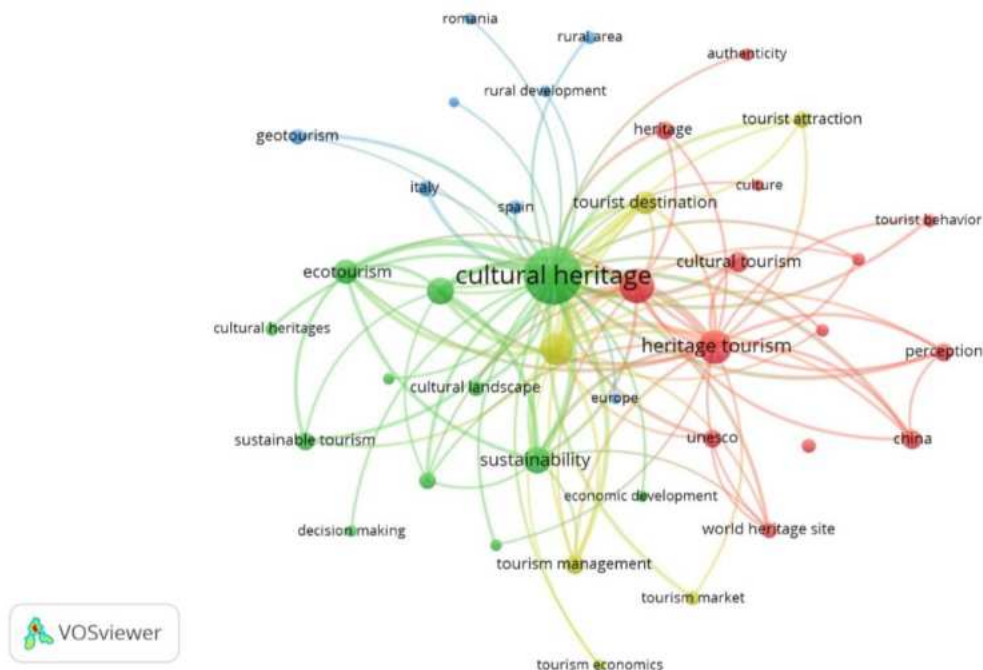 romania
rural area
authenticity
rural development
tourist attraction
heritage
geotourism
culture
italy
spain
tourist destination
tourist behavior
cultural tourism
ecotourism
cultural heritage
cultural heritages
heritage tourism
perception
cultural landscape
europe
sustainable tourism
unesco
china
sustainability
economic development
decision making
world heritage site
tourism management
tourism market
VOSviewer
tourism economics